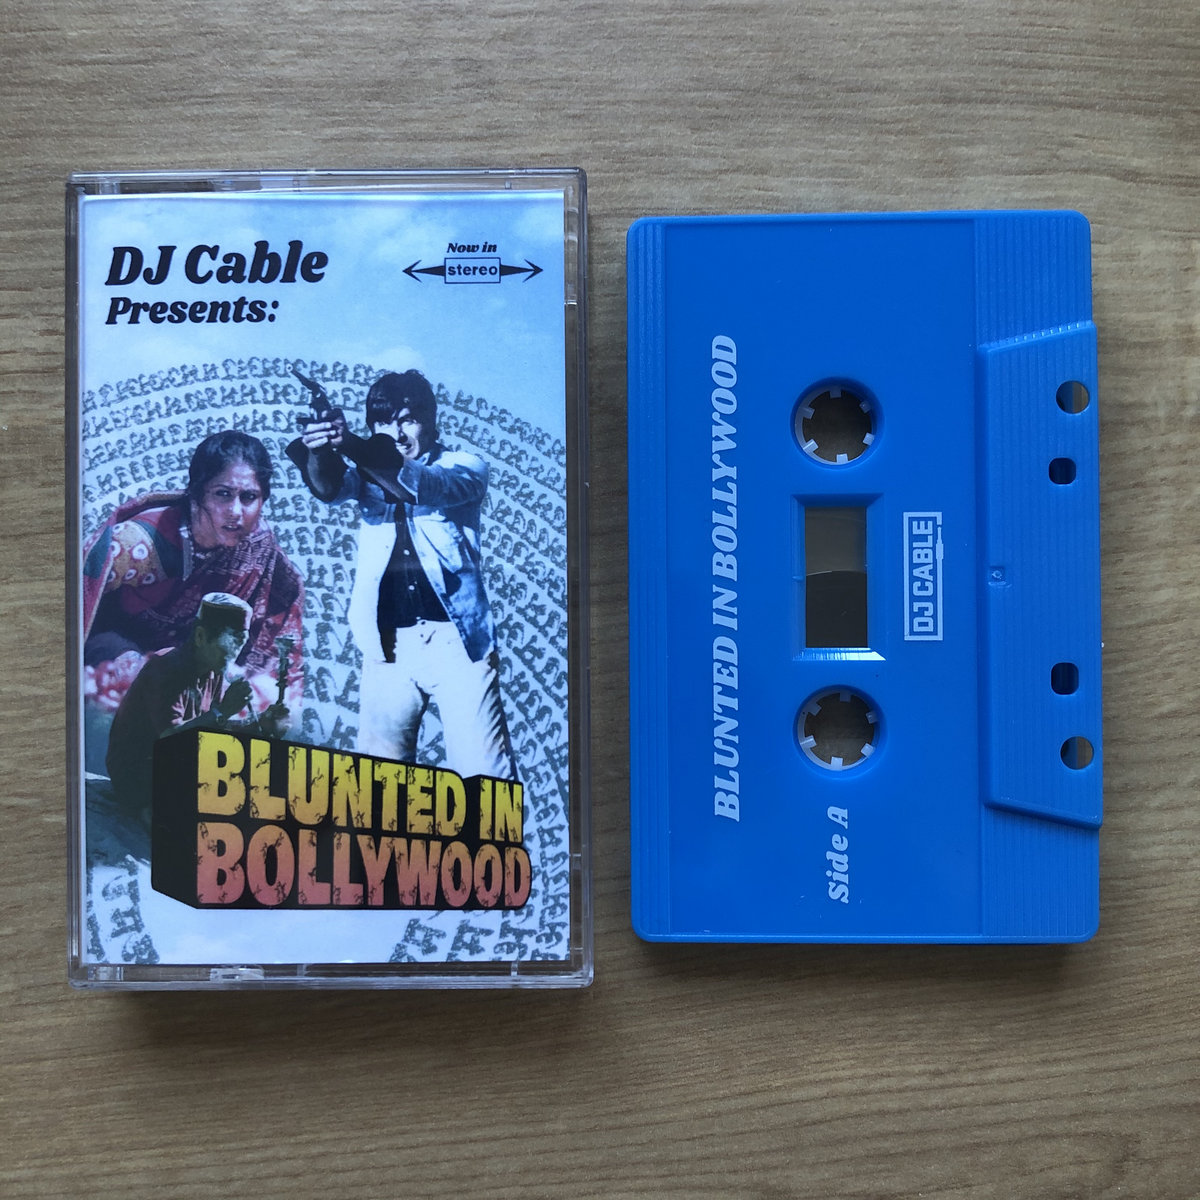 DJ Cable
Presents:
Now in
stereo
BLUNTED IN
BOLLYWOOD
BLUNTED IN BOLLYWOOD
DJ CABLE
Side A